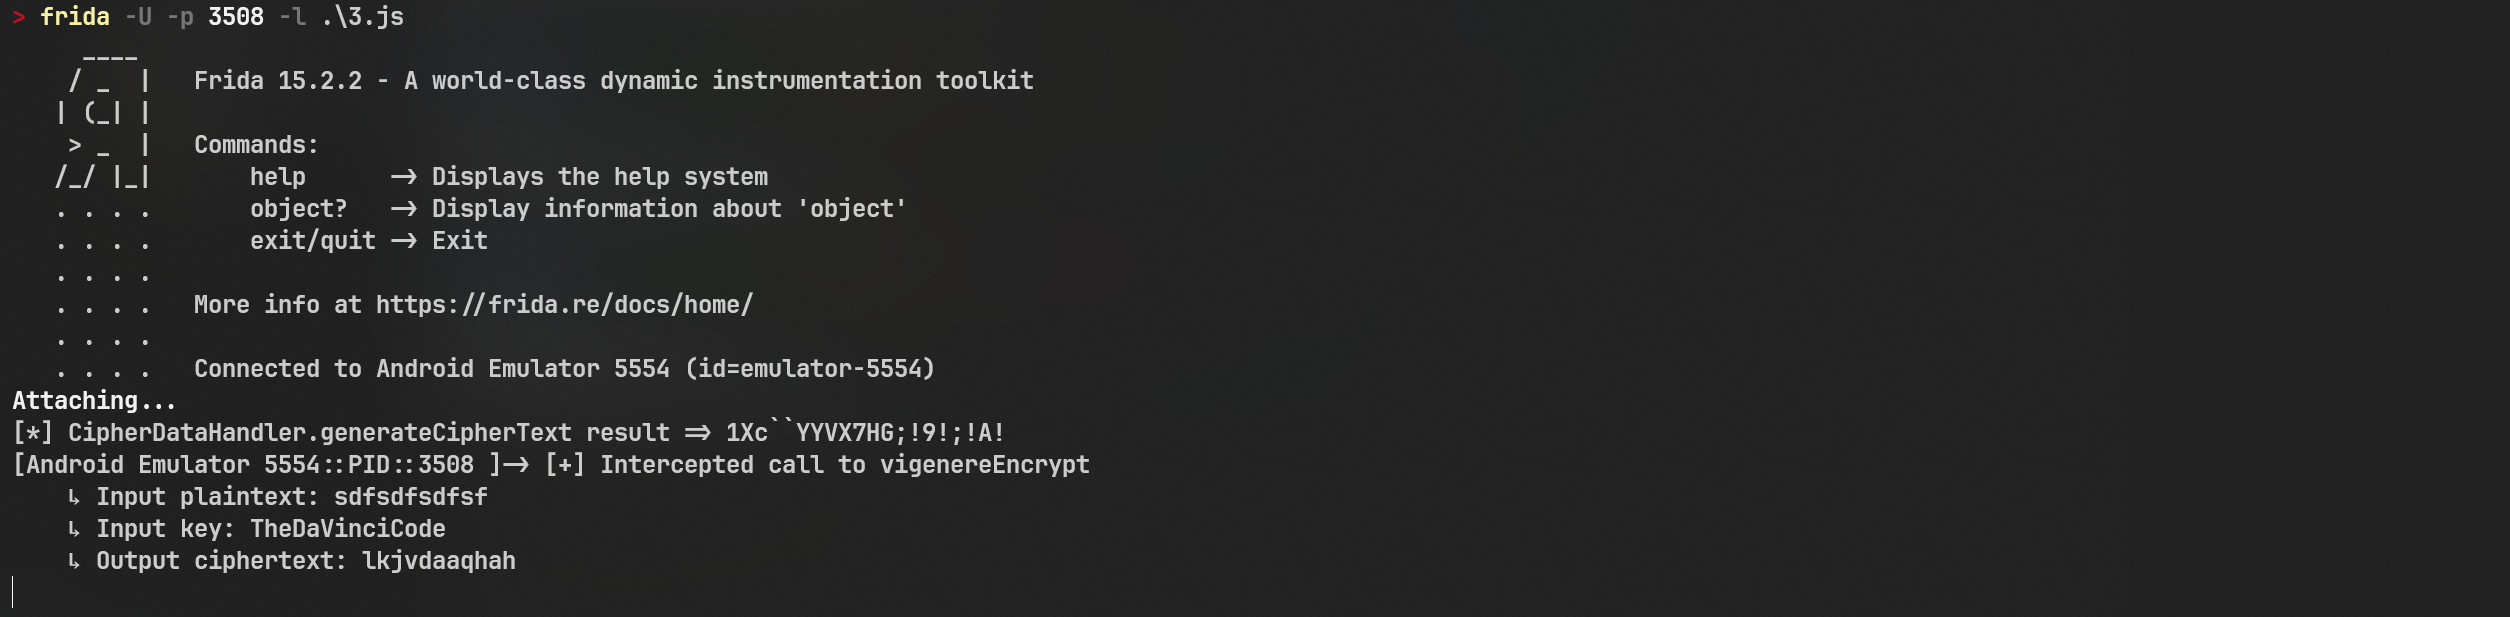 > frida -U -p 3508 -l .\3.js
     ____
    / _  |   Frida 15.2.2 - A world-class dynamic instrumentation toolkit
   | (_| |
    > _  |   Commands:
   /_/ |_|       help      -> Displays the help system
   . . . .       object?   -> Display information about 'object'
   . . . .       exit/quit -> Exit
   . . . .
   . . . .   More info at https://frida.re/docs/home/
   . . . .
   . . . .   Connected to Android Emulator 5554 (id=emulator-5554)
Attaching...
[*] CipherDataHandler.generateCipherText result => 1Xc``YYVX7HG;!9!;!A!
[Android Emulator 5554::PID::3508 ]-> [+] Intercepted call to vigenereEncrypt
    ↳ Input plaintext: sdfsdfsdfsf
    ↳ Input key: TheDaVinciCode
    ↳ Output ciphertext: lkjvdaaqhah